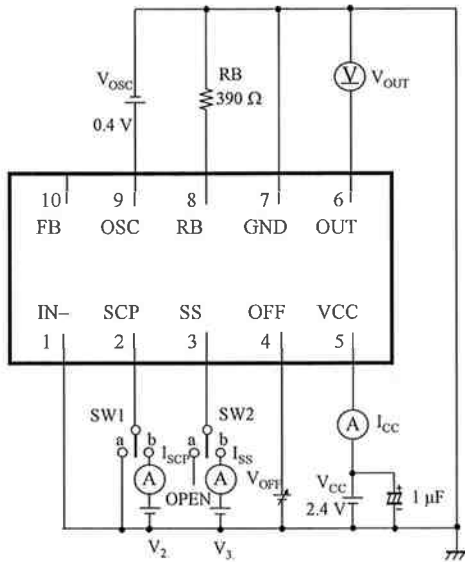 V_OSC
0.4 V
RB
390 Ω
V
V_OUT
10 9 8 7 6
FB OSC RB GND OUT
IN− SCP SS OFF VCC
1 2 3 4 5
SW1 SW2
a b I_SCP a b I_SS
A A A I_CC
OPEN V_OFF V_CC
2.4 V
+
−
1 μF
V_2 V_3